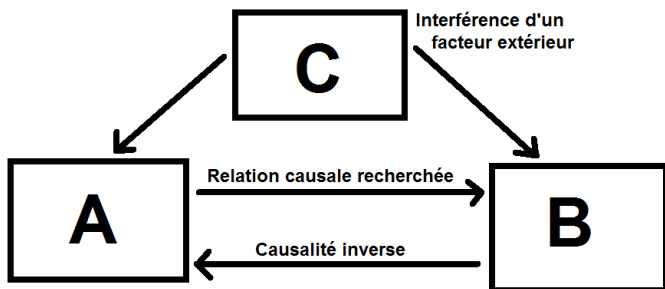 Interférence d'un
facteur extérieur
C
Relation causale recherchée
A
B
Causalité inverse